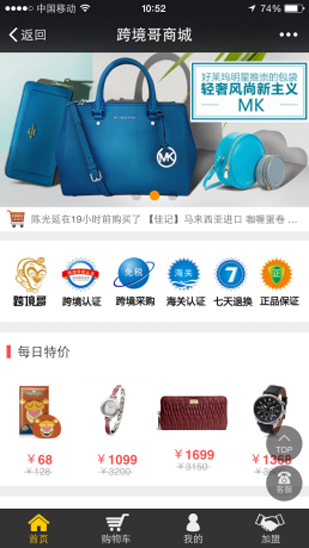 中国移动 10:52 74%
返回 跨境哥商城
好莱坞明星推崇的包袋
轻奢风尚新主义
MK
MK
陈光延在19小时前购买了 【佳记】马来西亚进口 咖喱蛋卷 ...
免税 海关 7 正品
跨境哥 跨境认证 跨境采购 海关认证 七天退换 正品保证
每日特价
¥68 ¥1099 ¥1699 ¥1368
¥128 ¥3200 ¥3150
TOP
客服
首页 购物车 我的 加盟